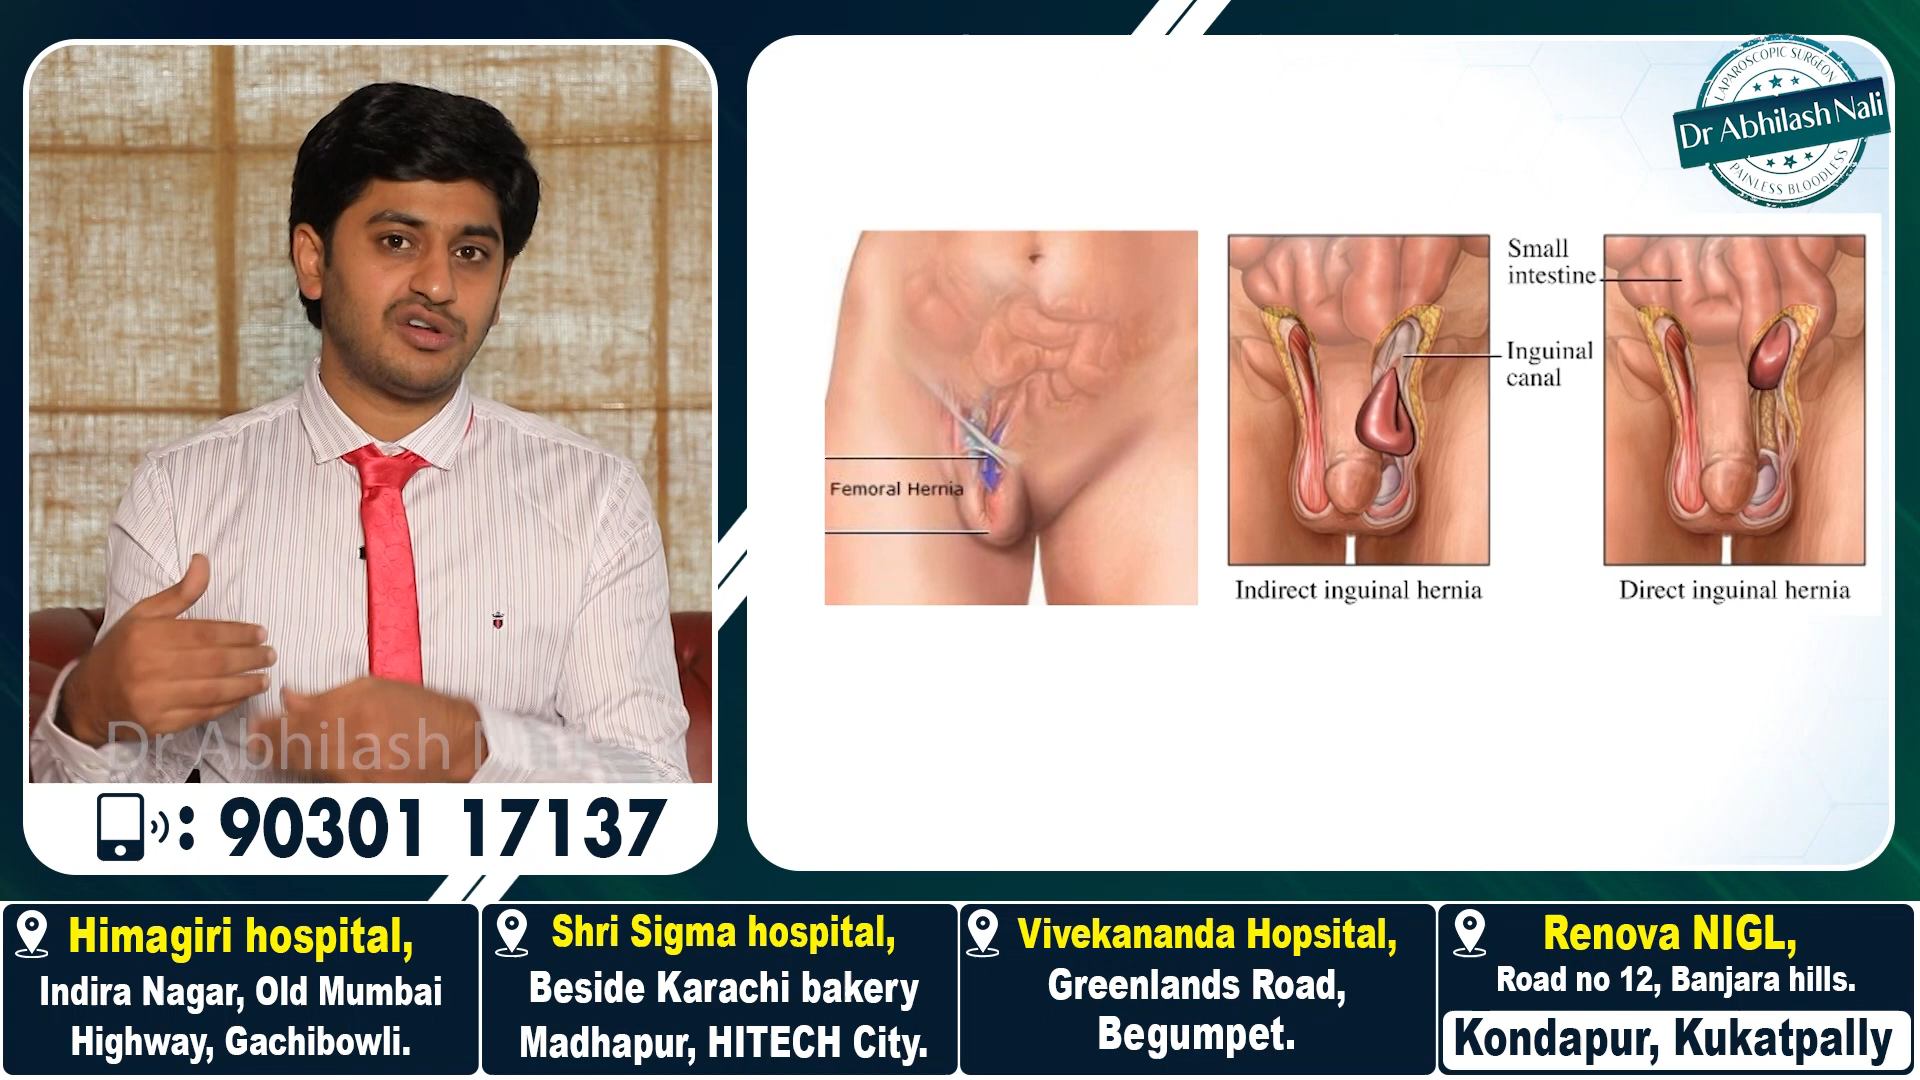 LAPAROSCOPIC SURGEON
Dr Abhilash Nali
PAINLESS BLOODLESS
Small
intestine
Inguinal
canal
Femoral Hernia
Indirect inguinal hernia
Direct inguinal hernia
Dr Abhilash Nali
: 90301 17137
Himagiri hospital,
Indira Nagar, Old Mumbai
Highway, Gachibowli.
Shri Sigma hospital,
Beside Karachi bakery
Madhapur, HITECH City.
Vivekananda Hopsital,
Greenlands Road,
Begumpet.
Renova NIGL,
Road no 12, Banjara hills.
Kondapur, Kukatpally